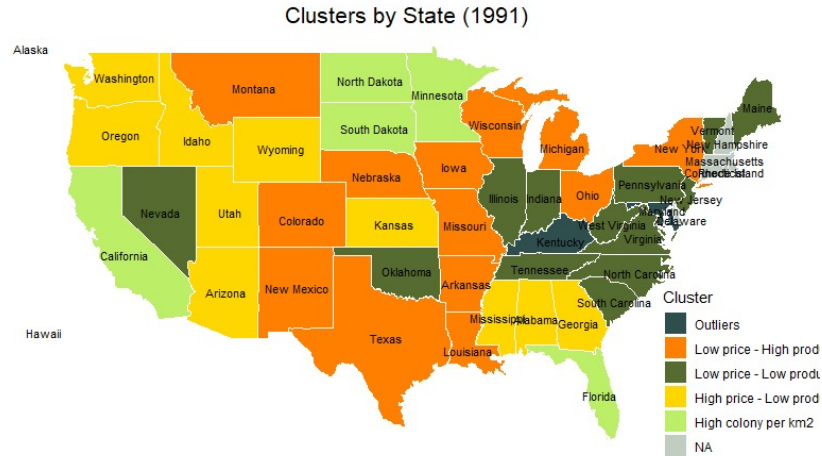 Clusters by State (1991)
Alaska
Washington
Montana
North Dakota
Minnesota
Maine
Oregon
Idaho
South Dakota
Wisconsin
Vermont
New Hampshire
Wyoming
Michigan
New York
Massachusetts
Rhode Island
Nebraska
Iowa
Ohio
Pennsylvania
Nevada
Utah
Colorado
Illinois
Indiana
New Jersey
Maryland
Delaware
California
Kansas
Missouri
West Virginia
Virginia
Kentucky
Arizona
New Mexico
Oklahoma
Arkansas
Tennessee
North Carolina
South Carolina
Mississippi
Alabama
Georgia
Hawaii
Texas
Louisiana
Florida
Cluster
Outliers
Low price - High prod
Low price - Low produ
High price - Low prod
High colony per km2
NA